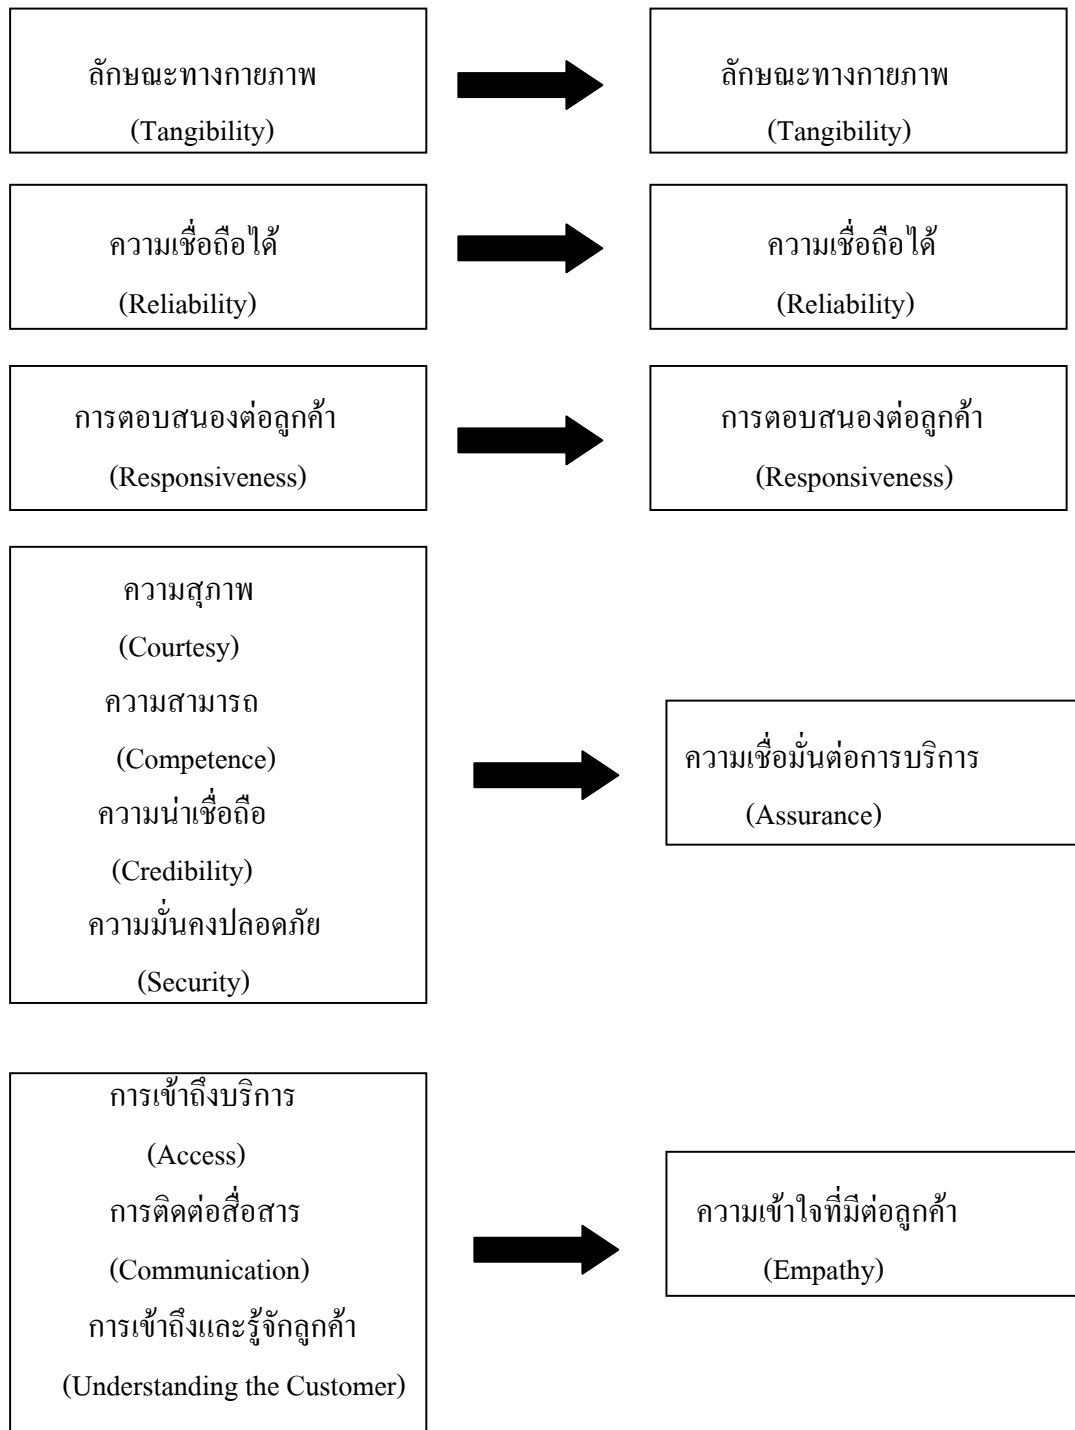 ลักษณะทางกายภาพ
(Tangibility)
ลักษณะทางกายภาพ
(Tangibility)
ความเชื่อถือได้
(Reliability)
ความเชื่อถือได้
(Reliability)
การตอบสนองต่อลูกค้า
(Responsiveness)
การตอบสนองต่อลูกค้า
(Responsiveness)
ความสุภาพ
(Courtesy)
ความสามารถ
(Competence)
ความน่าเชื่อถือ
(Credibility)
ความมั่นคงปลอดภัย
(Security)
ความเชื่อมั่นต่อการบริการ
(Assurance)
การเข้าถึงบริการ
(Access)
การติดต่อสื่อสาร
(Communication)
การเข้าถึงและรู้จักลูกค้า
(Understanding the Customer)
ความเข้าใจที่มีต่อลูกค้า
(Empathy)